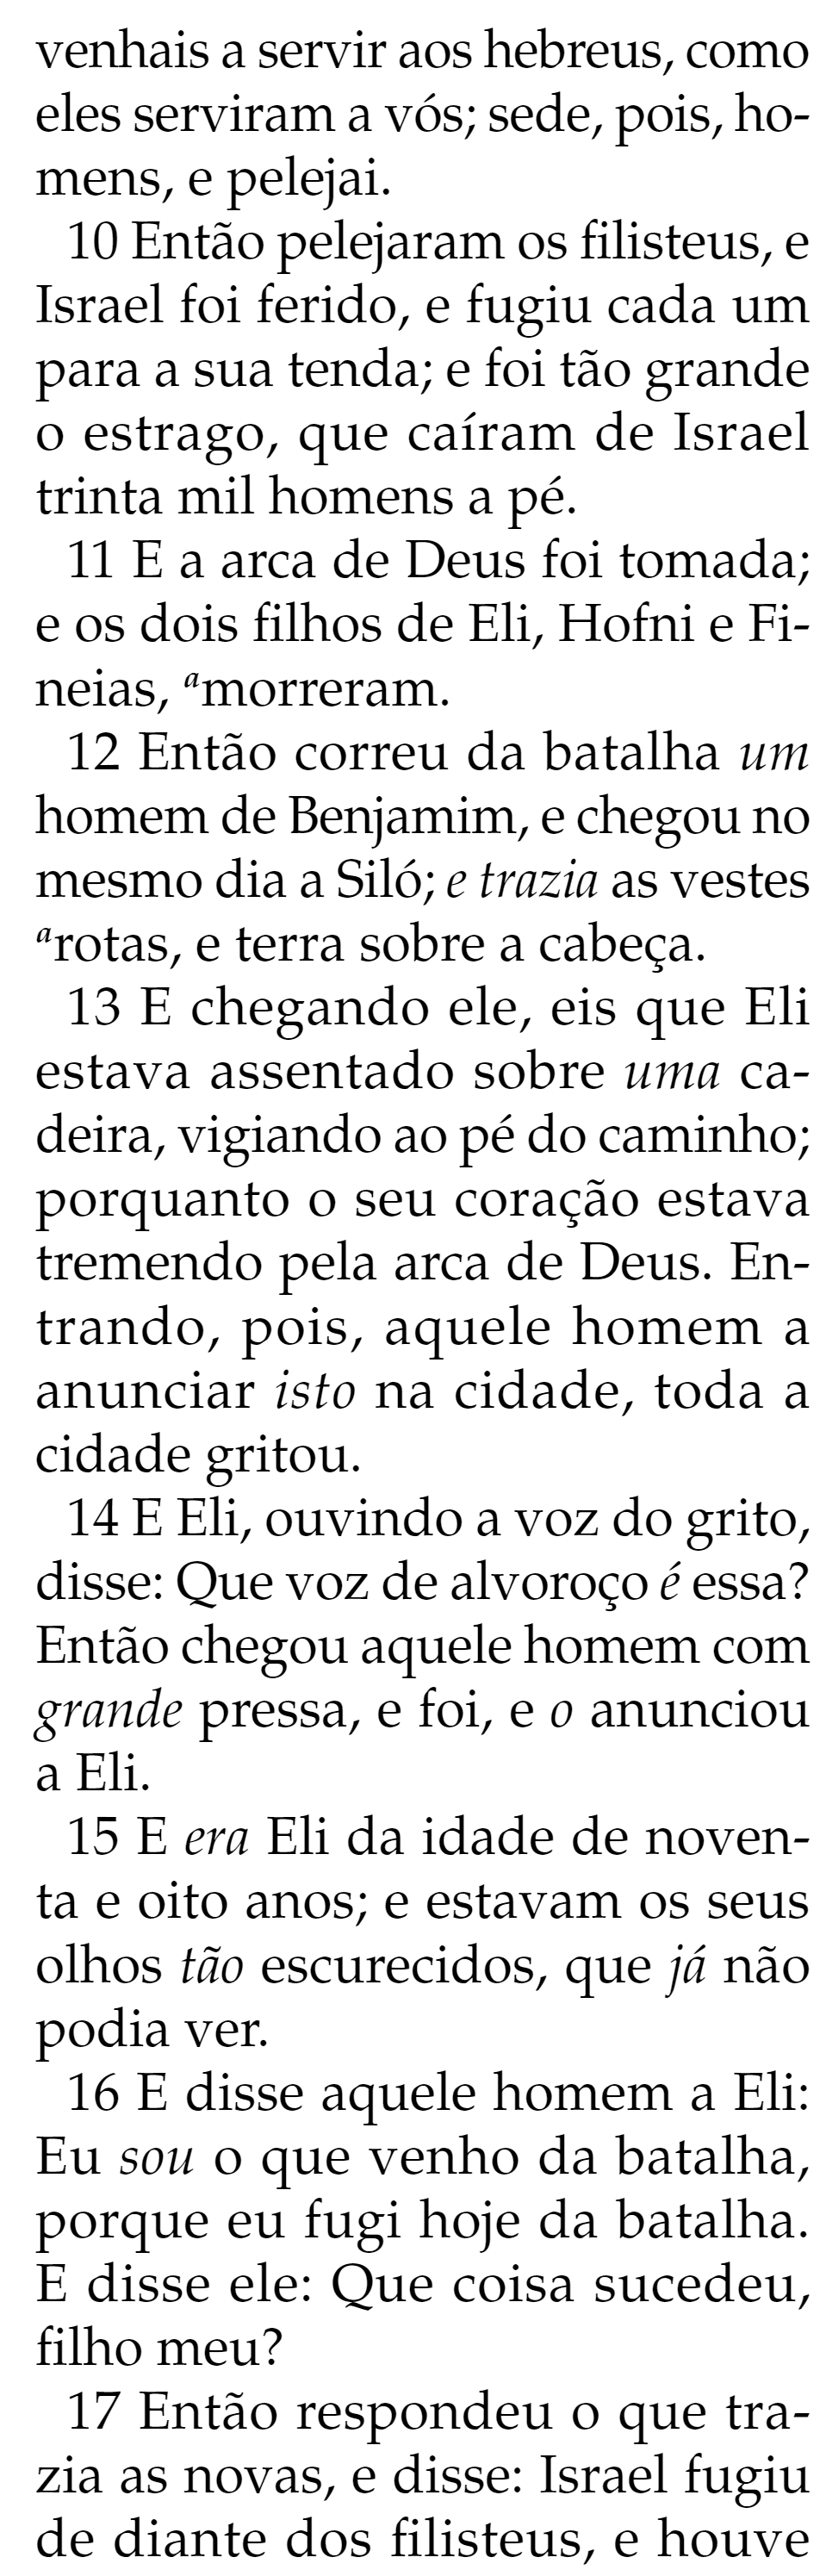 venhais a servir aos hebreus, como
eles serviram a vós; sede, pois, ho-
mens, e pelejai.
10 Então pelejaram os filisteus, e
Israel foi ferido, e fugiu cada um
para a sua tenda; e foi tão grande
o estrago, que caíram de Israel
trinta mil homens a pé.
11 E a arca de Deus foi tomada;
e os dois filhos de Eli, Hofni e Fi-
neias, ᵃmorreram.
12 Então correu da batalha um
homem de Benjamim, e chegou no
mesmo dia a Siló; e trazia as vestes
ᵃrotas, e terra sobre a cabeça.
13 E chegando ele, eis que Eli
estava assentado sobre uma ca-
deira, vigiando ao pé do caminho;
porquanto o seu coração estava
tremendo pela arca de Deus. En-
trando, pois, aquele homem a
anunciar isto na cidade, toda a
cidade gritou.
14 E Eli, ouvindo a voz do grito,
disse: Que voz de alvoroço é essa?
Então chegou aquele homem com
grande pressa, e foi, e o anunciou
a Eli.
15 E era Eli da idade de noven-
ta e oito anos; e estavam os seus
olhos tão escurecidos, que já não
podia ver.
16 E disse aquele homem a Eli:
Eu sou o que venho da batalha,
porque eu fugi hoje da batalha.
E disse ele: Que coisa sucedeu,
filho meu?
17 Então respondeu o que tra-
zia as novas, e disse: Israel fugiu
de diante dos filisteus, e houve